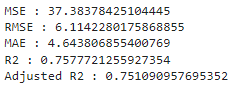 MSE : 37.38378425104445
RMSE : 6.1142280175868855
MAE : 4.643806855400769
R2 : 0.7577721255927354
Adjusted R2 : 0.751090957695352